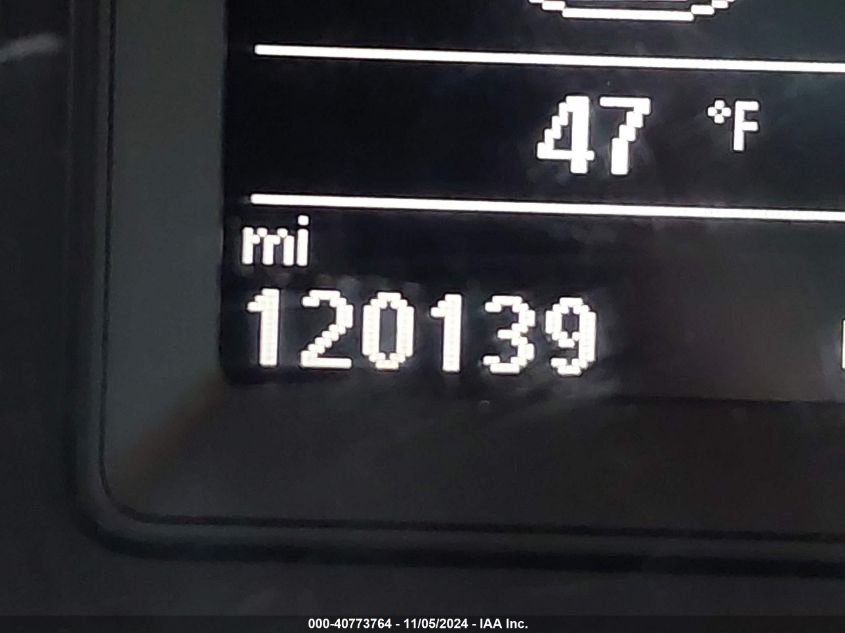 47 °F
mi
120139
000-40773764 - 11/05/2024 - IAA Inc.